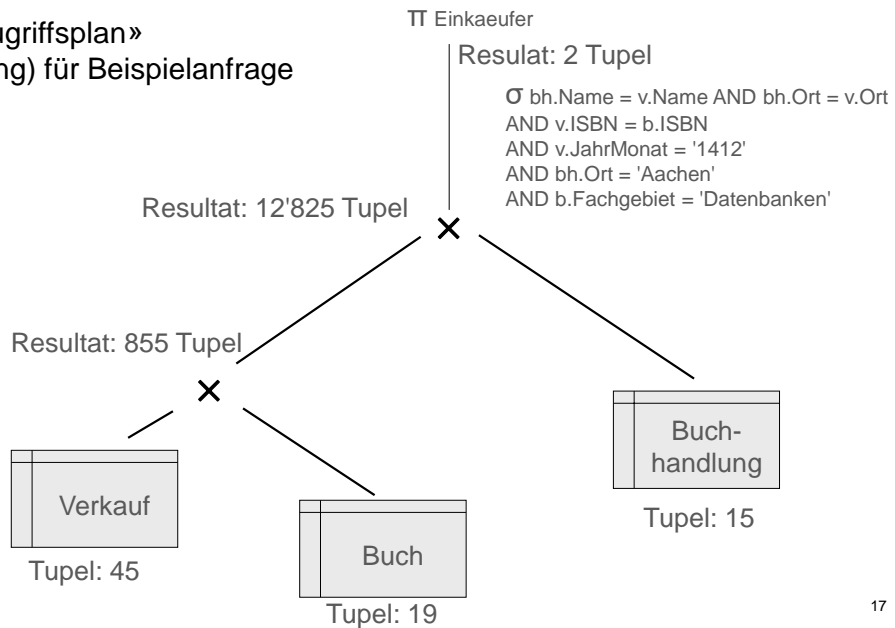 ugriffsplan»
ng) für Beispielanfrage
π Einkaeufer
Resulat: 2 Tupel
σ bh.Name = v.Name AND bh.Ort = v.Ort
AND v.ISBN = b.ISBN
AND v.JahrMonat = '1412'
AND bh.Ort = 'Aachen'
AND b.Fachgebiet = 'Datenbanken'
Resultat: 12'825 Tupel
×
Resultat: 855 Tupel
×
Verkauf
Tupel: 45
Buch
Tupel: 19
Buch-
handlung
Tupel: 15
17